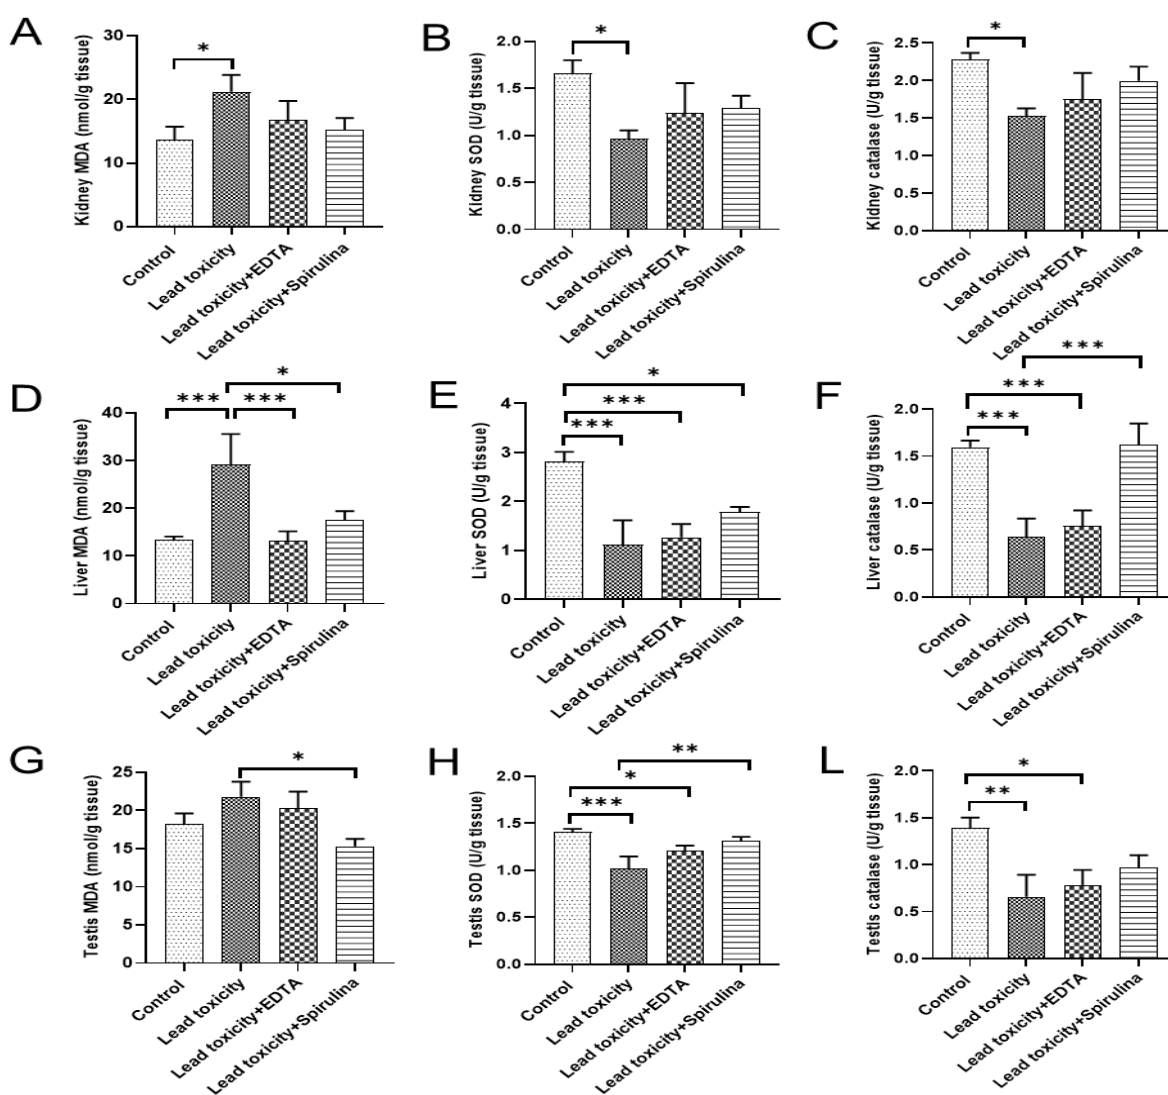 A
Kidney MDA (nmol/g tissue)
30
20
10
0
*
Control
Lead toxicity
Lead toxicity+EDTA
Lead toxicity+Spirulina
B
Kidney SOD (U/g tissue)
2.0
1.5
1.0
0.5
0.0
*
Control
Lead toxicity
Lead toxicity+EDTA
Lead toxicity+Spirulina
C
Kidney catalase (U/g tissue)
2.5
2.0
1.5
1.0
0.5
0.0
*
Control
Lead toxicity
Lead toxicity+EDTA
Lead toxicity+Spirulina
D
Liver MDA (nmol/g tissue)
40
30
20
10
0
*
*** ***
Control
Lead toxicity
Lead toxicity+EDTA
Lead toxicity+Spirulina
E
Liver SOD (U/g tissue)
4
3
2
1
0
*
***
***
Control
Lead toxicity
Lead toxicity+EDTA
Lead toxicity+Spirulina
F
Liver catalase (U/g tissue)
2.0
1.5
1.0
0.5
0.0
***
***
***
Control
Lead toxicity
Lead toxicity+EDTA
Lead toxicity+Spirulina
G
Testis MDA (nmol/g tissue)
25
20
15
10
5
0
*
Control
Lead toxicity
Lead toxicity+EDTA
Lead toxicity+Spirulina
H
Testis SOD (U/g tissue)
2.0
1.5
1.0
0.5
0.0
**
*
***
Control
Lead toxicity
Lead toxicity+EDTA
Lead toxicity+Spirulina
L
Testis catalase (U/g tissue)
2.0
1.5
1.0
0.5
0.0
*
**
Control
Lead toxicity
Lead toxicity+EDTA
Lead toxicity+Spirulina